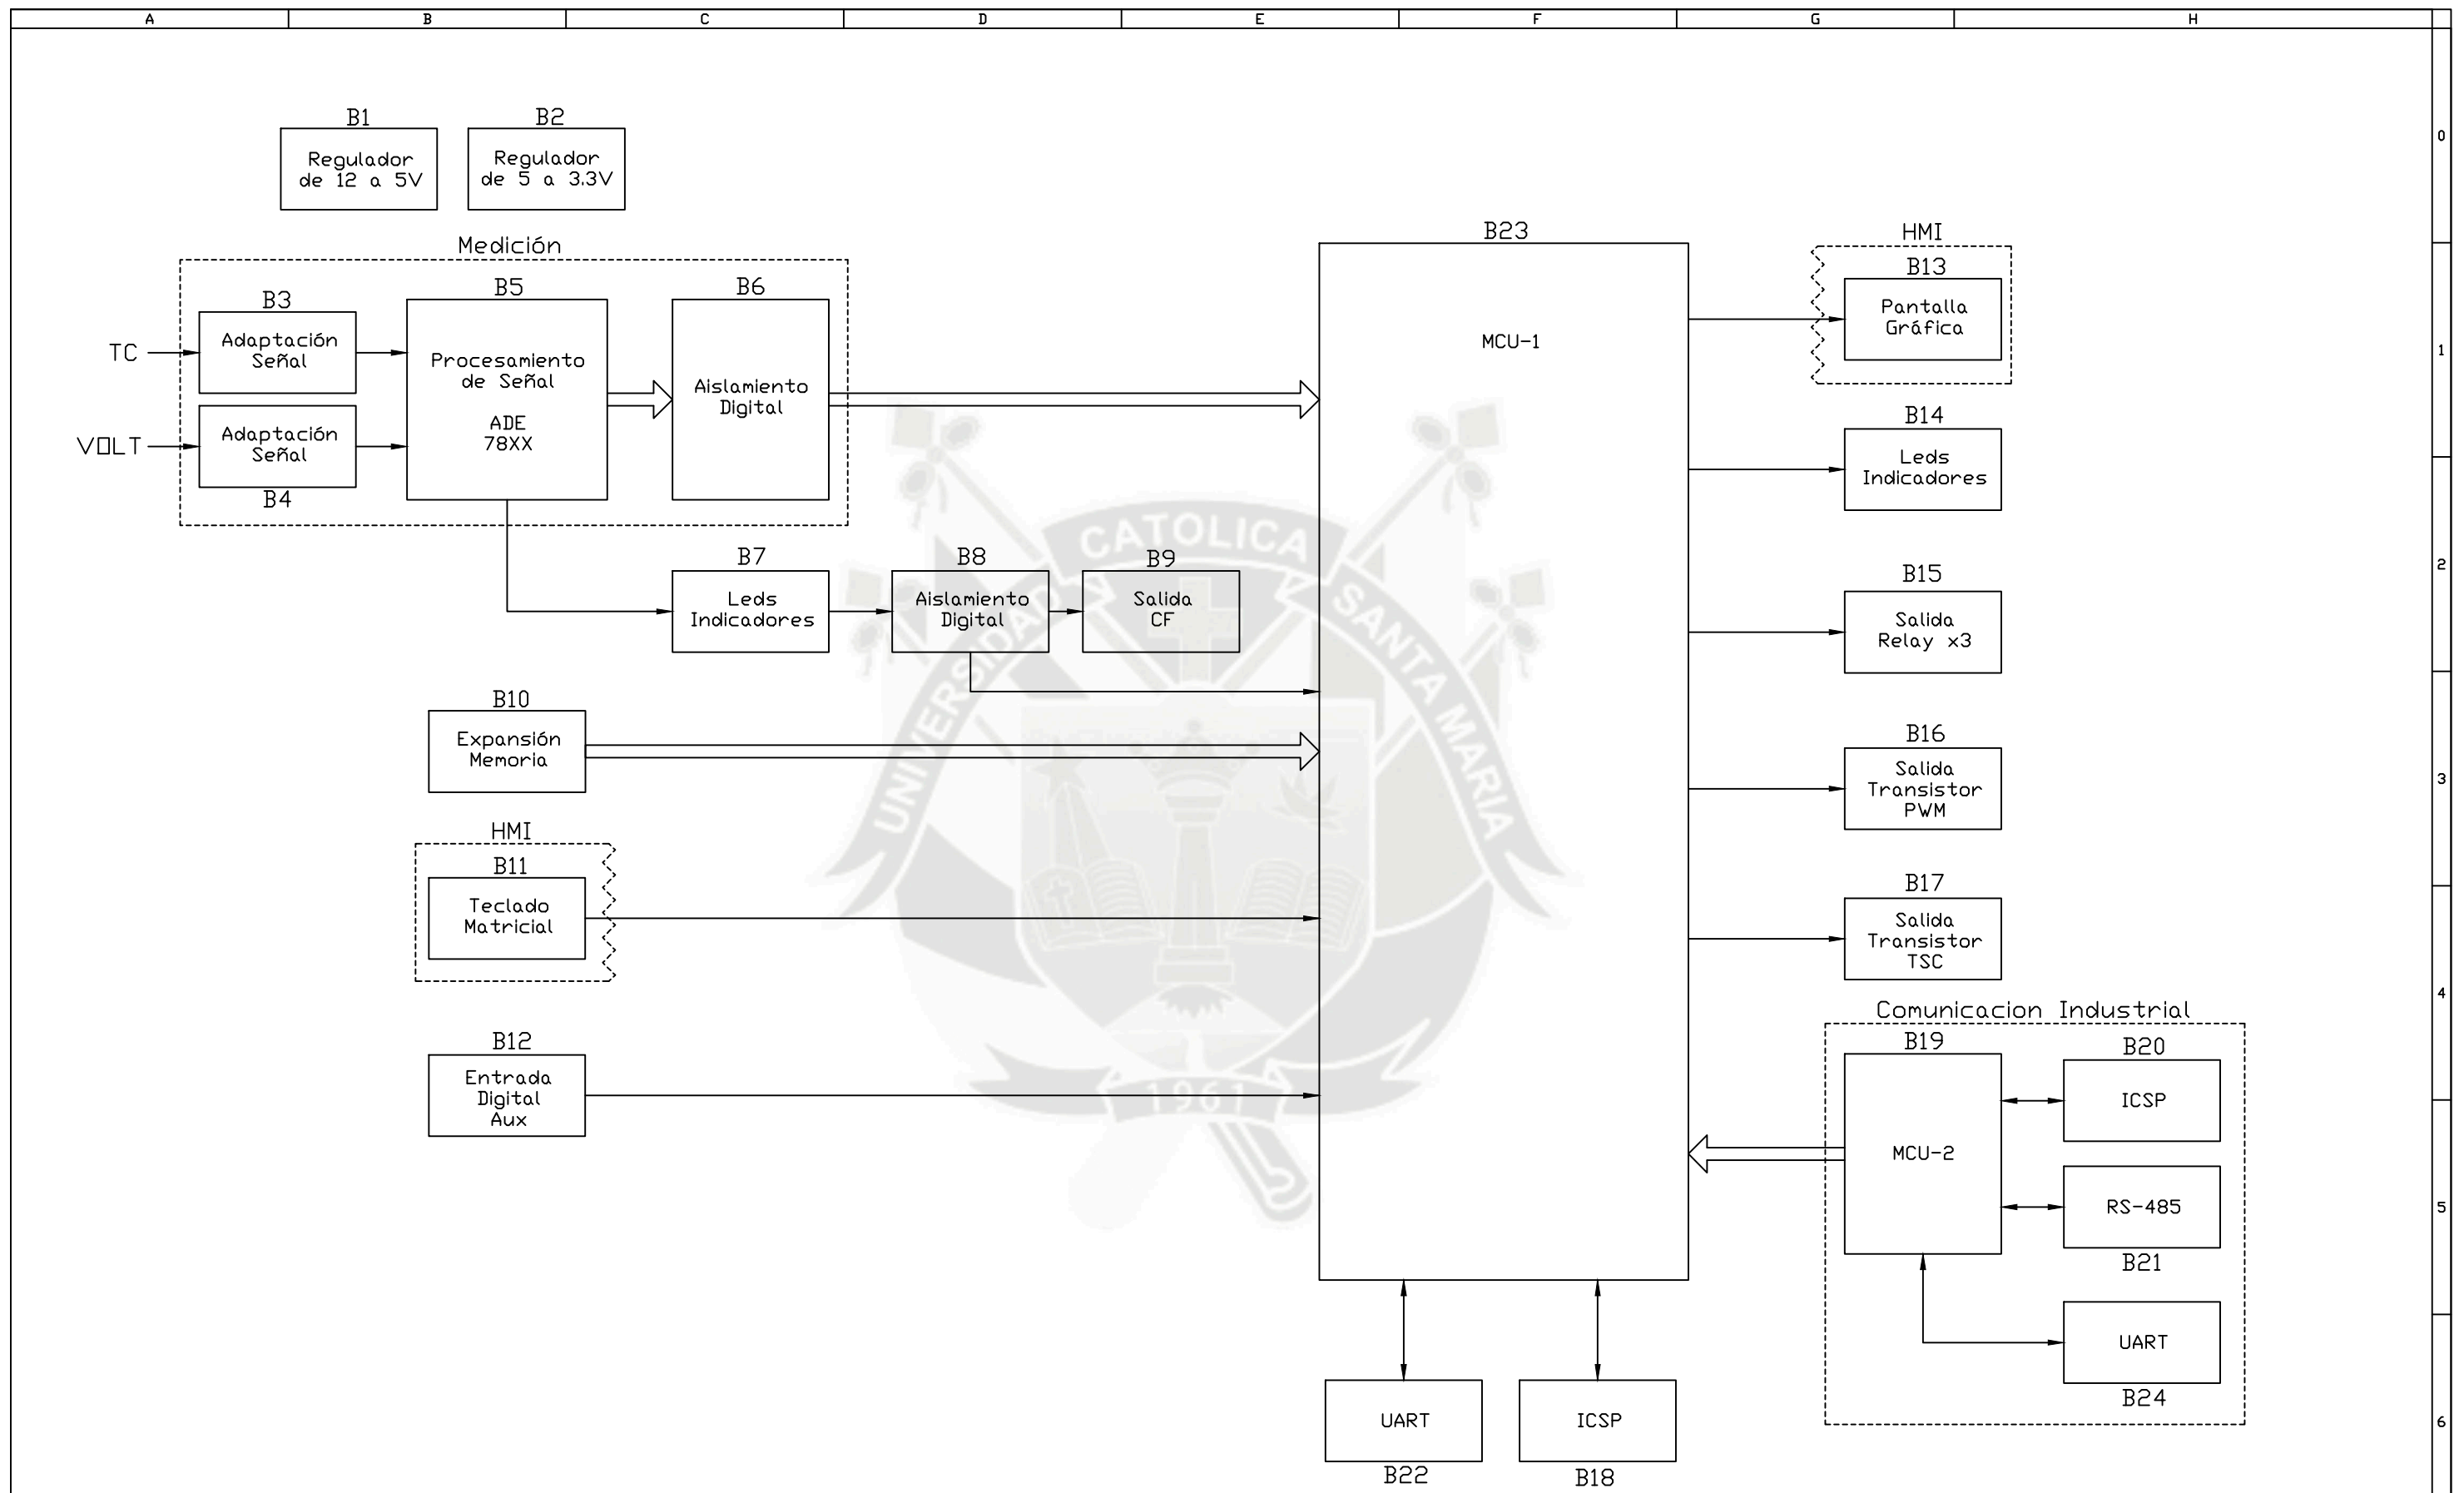 A B C D E F G H
B1
Regulador
de 12 a 5V
B2
Regulador
de 5 a 3.3V
0
Medición
B3
Adaptación
Señal
TC
VOLT
Adaptación
Señal
B4
B5
Procesamiento
de Señal
ADE
78XX
B6
Aislamiento
Digital
B23
MCU-1
HMI
B13
Pantalla
Gráfica
1
B14
Leds
Indicadores
B7
Leds
Indicadores
B8
Aislamiento
Digital
B9
Salida
CF
2
B15
Salida
Relay x3
B10
Expansión
Memoria
B16
Salida
Transistor
PWM
3
HMI
B11
Teclado
Matricial
B17
Salida
Transistor
TSC
4
B12
Entrada
Digital
Aux
Comunicacion Industrial
B19
MCU-2
B20
ICSP
RS-485
B21
5
UART
B24
UART
B22
ICSP
B18
6
UNIVERSIDAD CATOLICA SANTA MARIA
1961